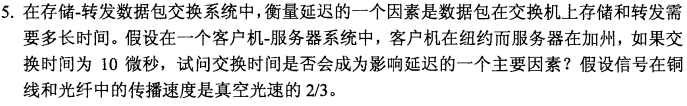 5. 在存储-转发数据包交换系统中,衡量延迟的一个因素是数据包在交换机上存储和转发需
要多长时间。假设在一个客户机-服务器系统中，客户机在纽约而服务器在加州，如果交
换时间为 10 微秒，试问交换时间是否会成为影响延迟的一个主要因素？假设信号在铜
线和光纤中的传播速度是真空光速的 2/3。